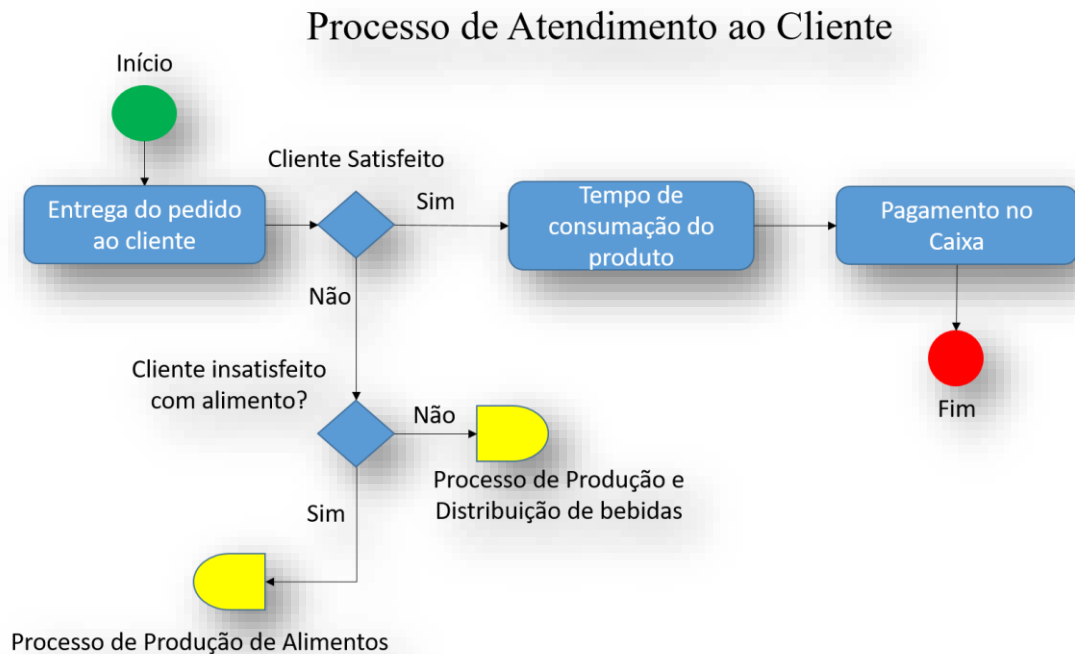 Processo de Atendimento ao Cliente
Início
Entrega do pedido
ao cliente
Cliente Satisfeito
Sim
Tempo de
consumação do
produto
Pagamento no
Caixa
Não
Fim
Cliente insatisfeito
com alimento?
Não
Processo de Produção e
Distribuição de bebidas
Sim
Processo de Produção de Alimentos